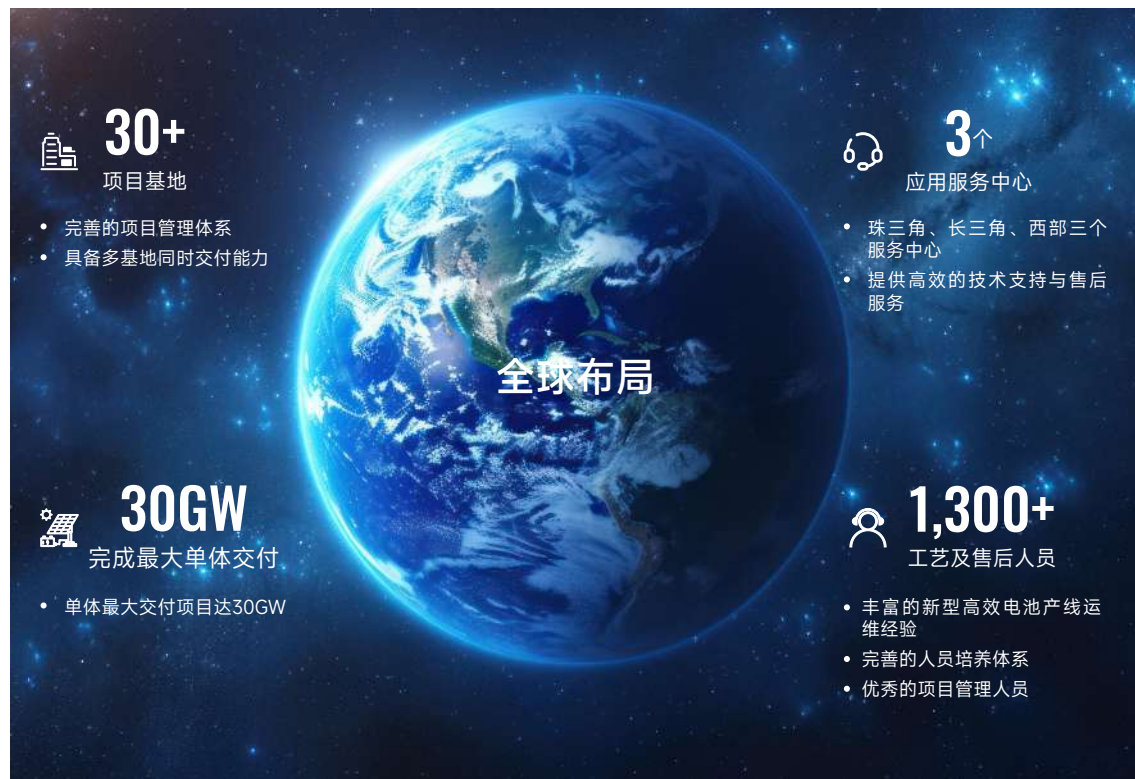 30+
项目基地
• 完善的项目管理体系
• 具备多基地同时交付能力
3个
应用服务中心
• 珠三角、长三角、西部三个
服务中心
• 提供高效的技术支持与售后
服务
全球布局
30GW
完成最大单体交付
• 单体最大交付项目达30GW
1,300+
工艺及售后人员
• 丰富的新型高效电池产线运
维经验
• 完善的人员培养体系
• 优秀的项目管理人员